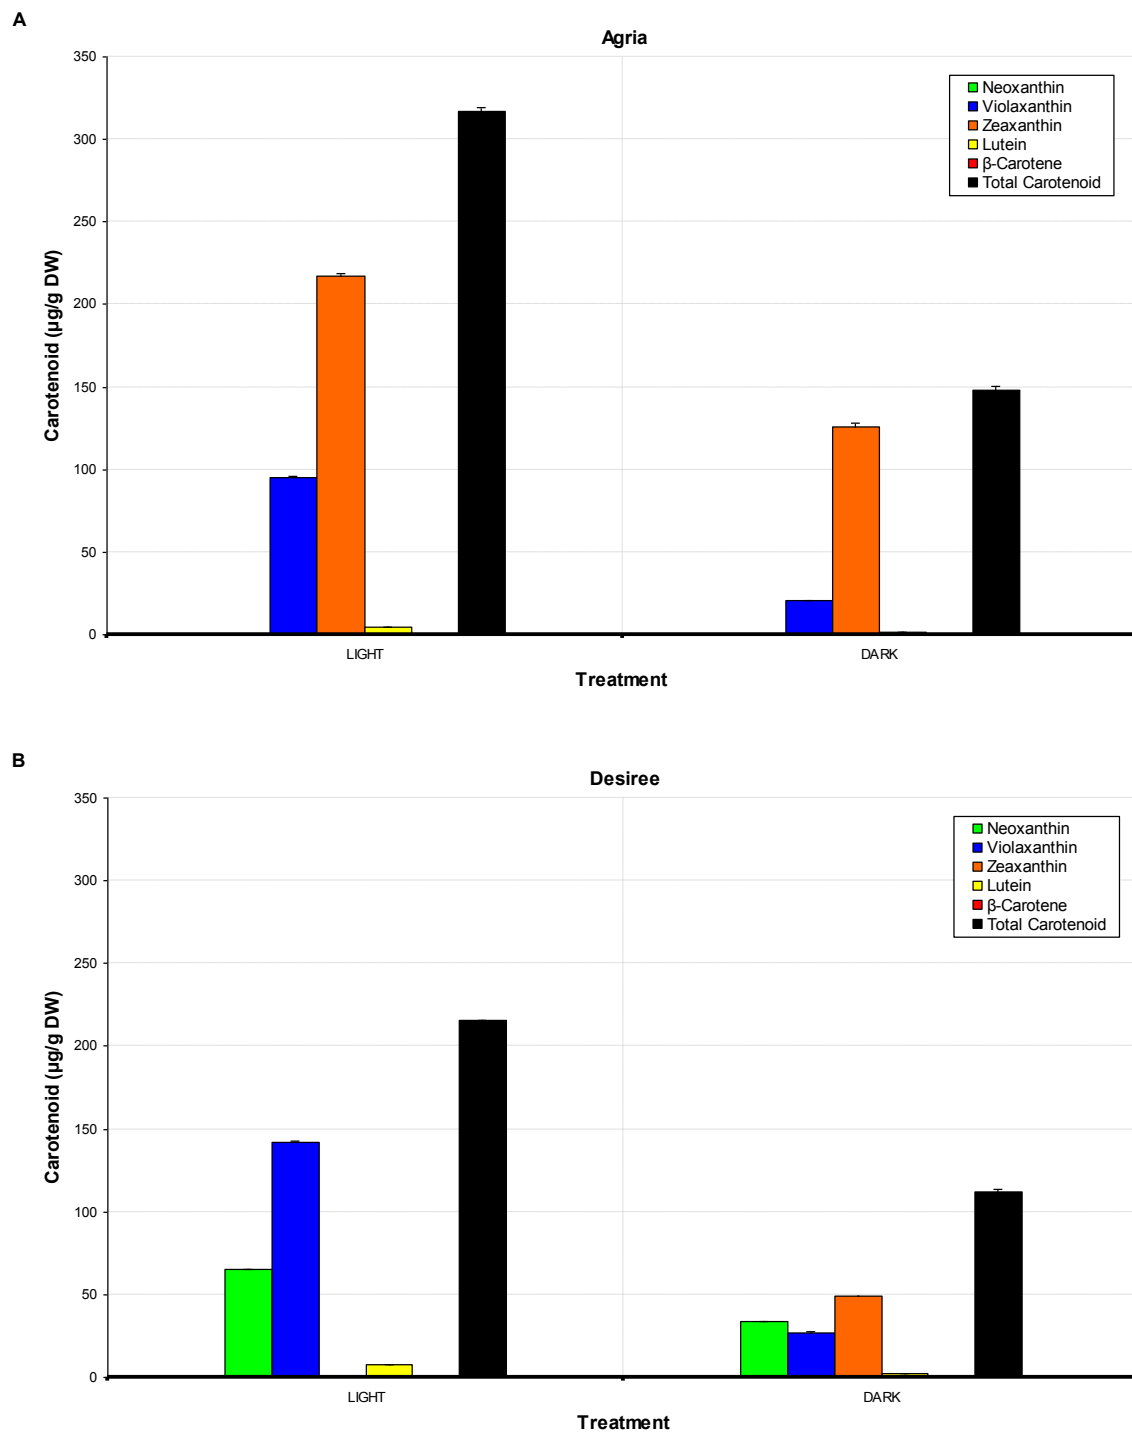 A
Agria
350
300
250
200
150
100
50
0
Carotenoid (µg/g DW)
Neoxanthin
Violaxanthin
Zeaxanthin
Lutein
β-Carotene
Total Carotenoid
LIGHT
DARK
Treatment
B
Desiree
350
300
250
200
150
100
50
0
Carotenoid (µg/g DW)
Neoxanthin
Violaxanthin
Zeaxanthin
Lutein
β-Carotene
Total Carotenoid
LIGHT
DARK
Treatment